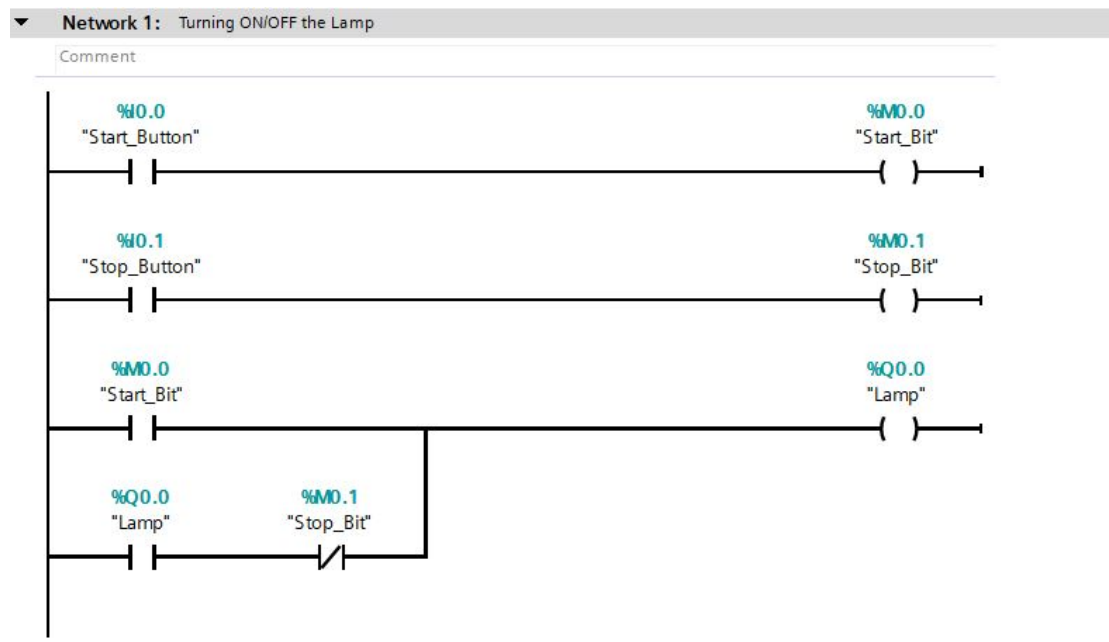 Network 1: Turning ON/OFF the Lamp
Comment
%I0.0 %M0.0
"Start_Button" "Start_Bit"
%I0.1 %M0.1
"Stop_Button" "Stop_Bit"
%M0.0 %Q0.0
"Start_Bit" "Lamp"
%Q0.0 %M0.1
"Lamp" "Stop_Bit"